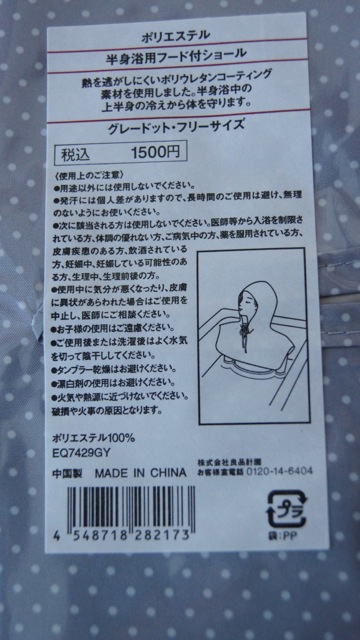 ポリエステル
半身浴用フード付ショール
熱を逃がしにくいポリウレタンコーティング
素材を使用しました。半身浴中の
上半身の冷えから体を守ります。
グレードット・フリーサイズ
税込 1500円
〈使用上のご注意〉
●用途以外には使用しないでください。
●発汗には個人差がありますので、長時間のご使用は避け、無理
のないようにお使いください。
●次に該当される方は使用しないでください。医師等から入浴を制限さ
れている方、体調の優れない方、ご病気中の方、薬を服用されている方、
皮膚疾患のある方、飲酒されている
方、妊娠中、妊娠している可能性のあ
る方、生理中、生理前後の方。
●使用中に気分が悪くなったり、皮膚
に異状があらわれた場合はご使用を
中止し、医師にご相談ください。
●お子様の使用はご遠慮ください。
●ご使用後または洗濯後はよく水気
を切って陰干ししてください。
●タンブラー乾燥はお避けください。
●漂白剤の使用はお避けください。
●火気や熱源に近づけないでください。
破損や火事の原因となります。
ポリエステル100%
EQ7429GY
中国製 MADE IN CHINA
株式会社良品計画
お客様室電話 0120-14-6404
4 548718 282173
プラ
袋:PP